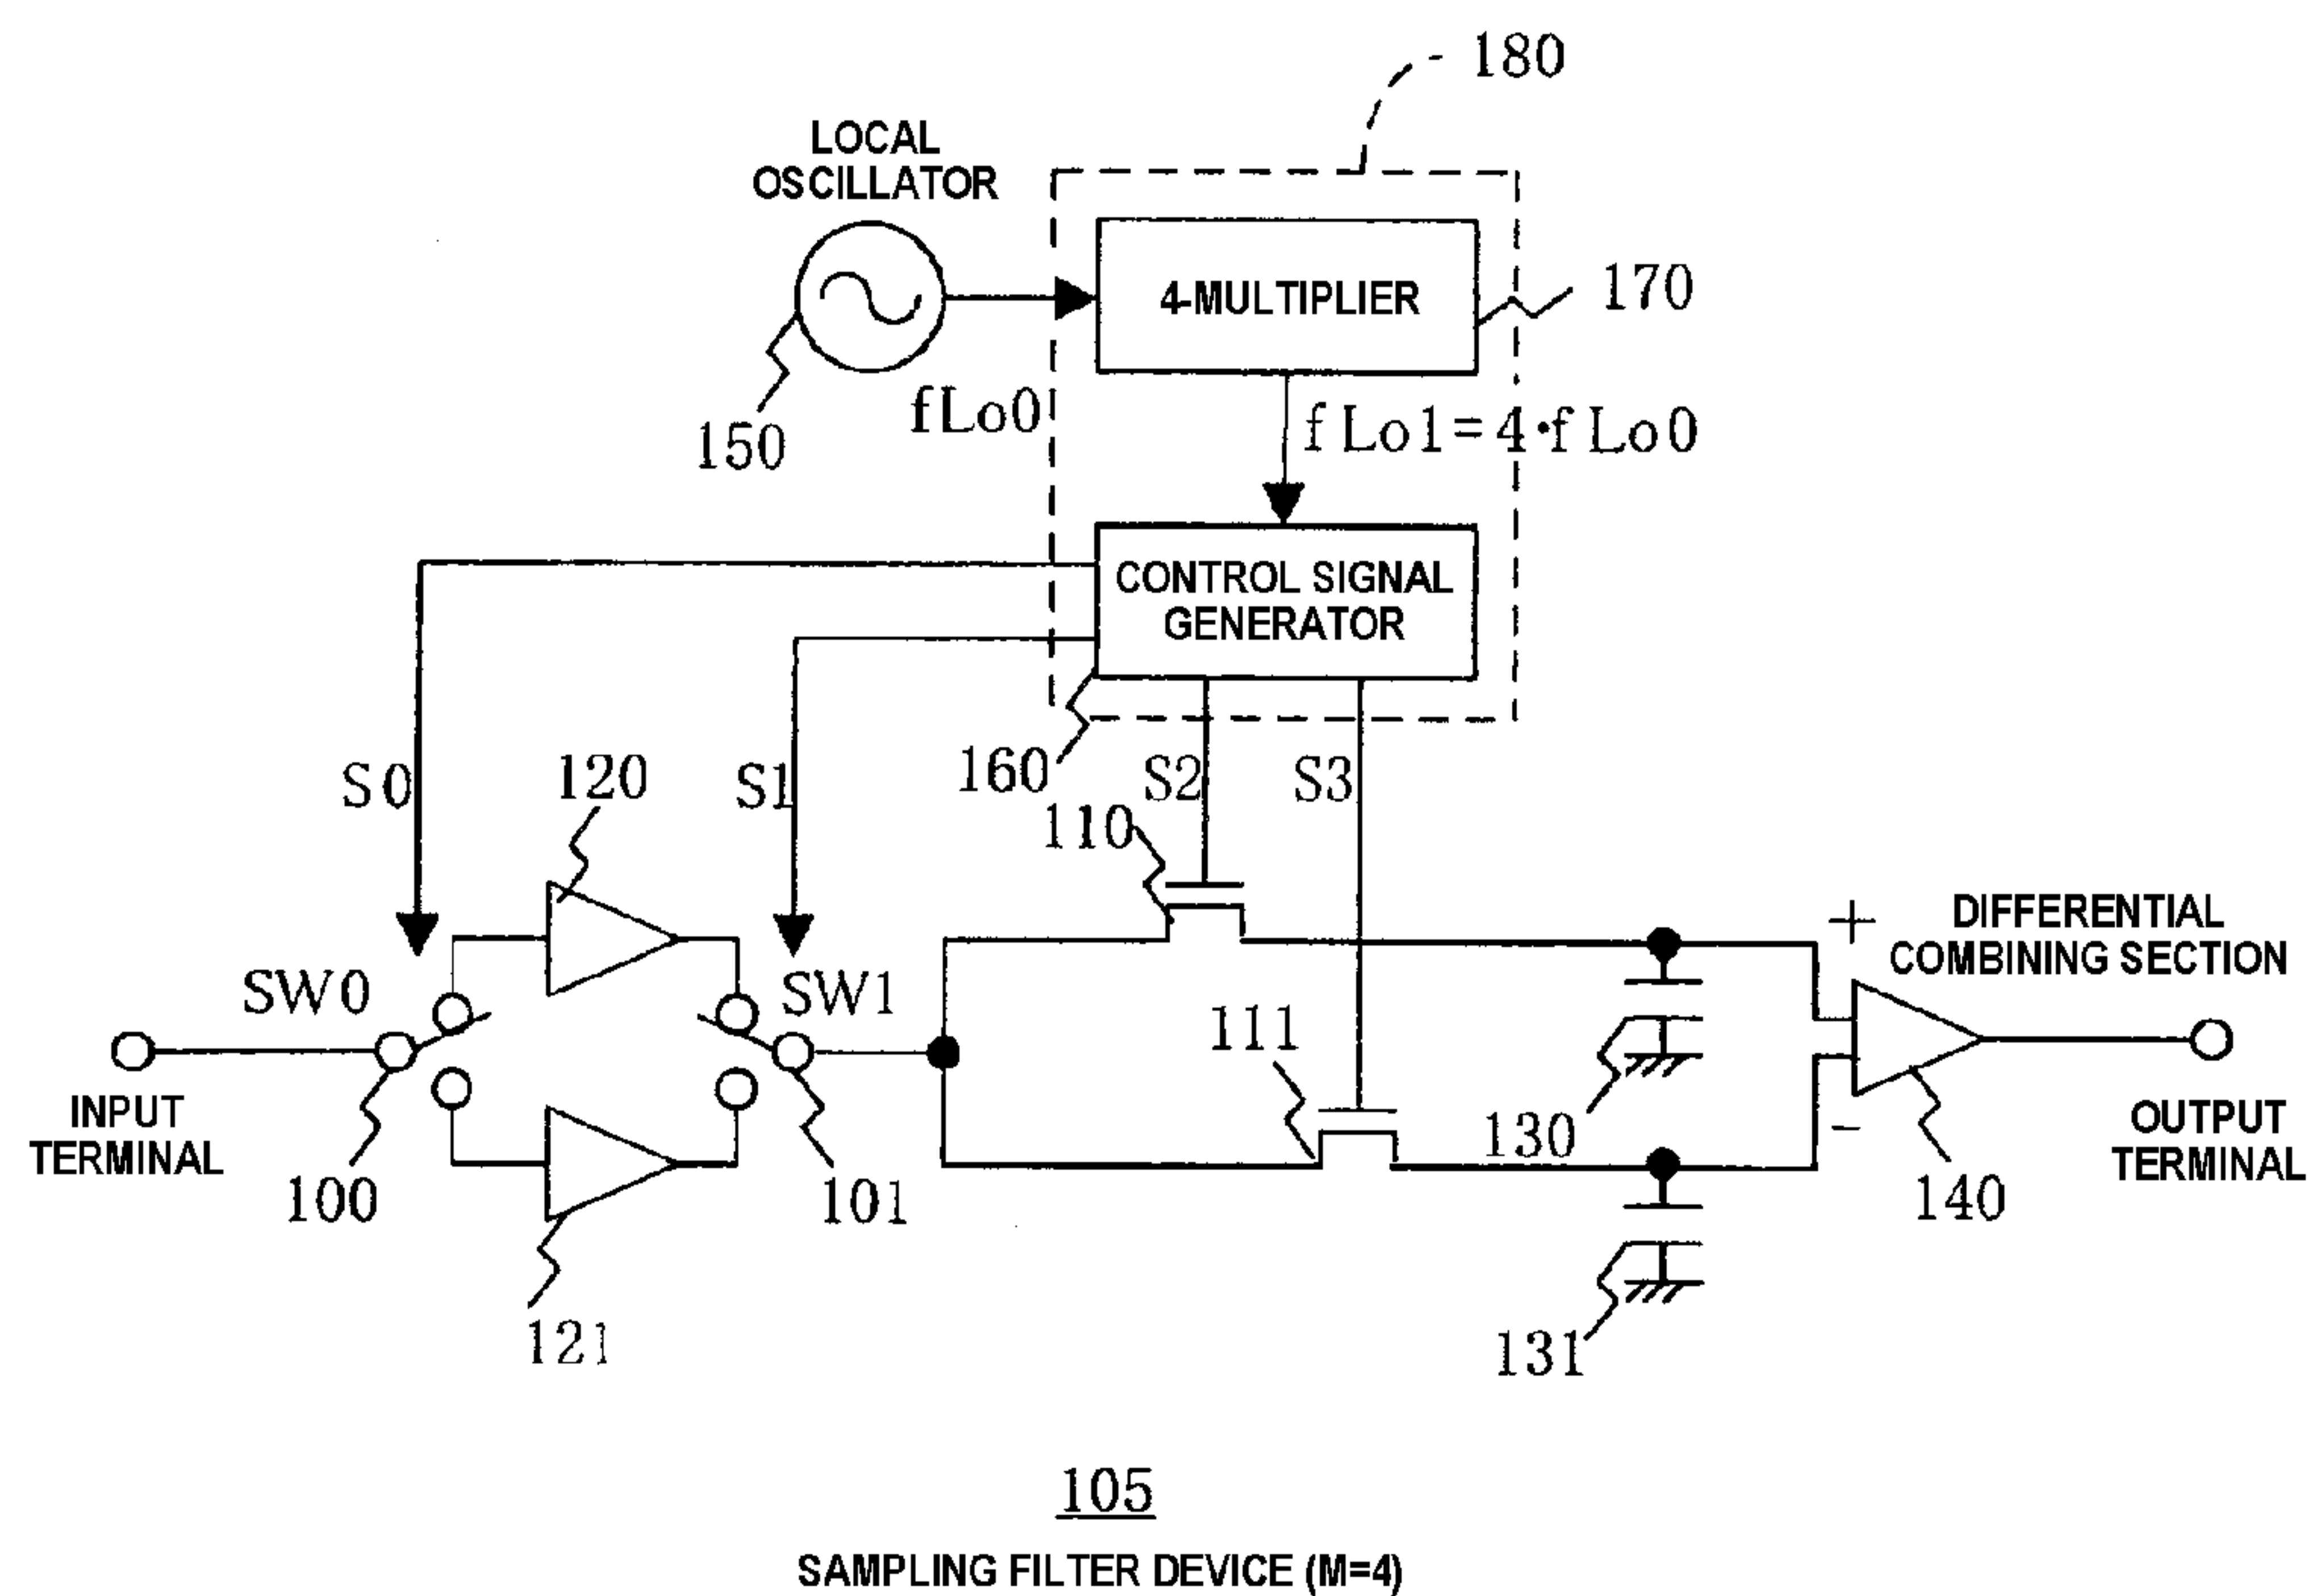 180
LOCAL
OSCILLATOR
4-MULTIPLIER
170
fLo0
fLo1=4·fLo0
150
CONTROL SIGNAL
GENERATOR
S0
120
S1
160
S2
S3
110
SW0
SW1
111
+
DIFFERENTIAL
COMBINING SECTION
INPUT
TERMINAL
100
101
130
-
140
OUTPUT
TERMINAL
121
131
105
SAMPLING FILTER DEVICE (M=4)